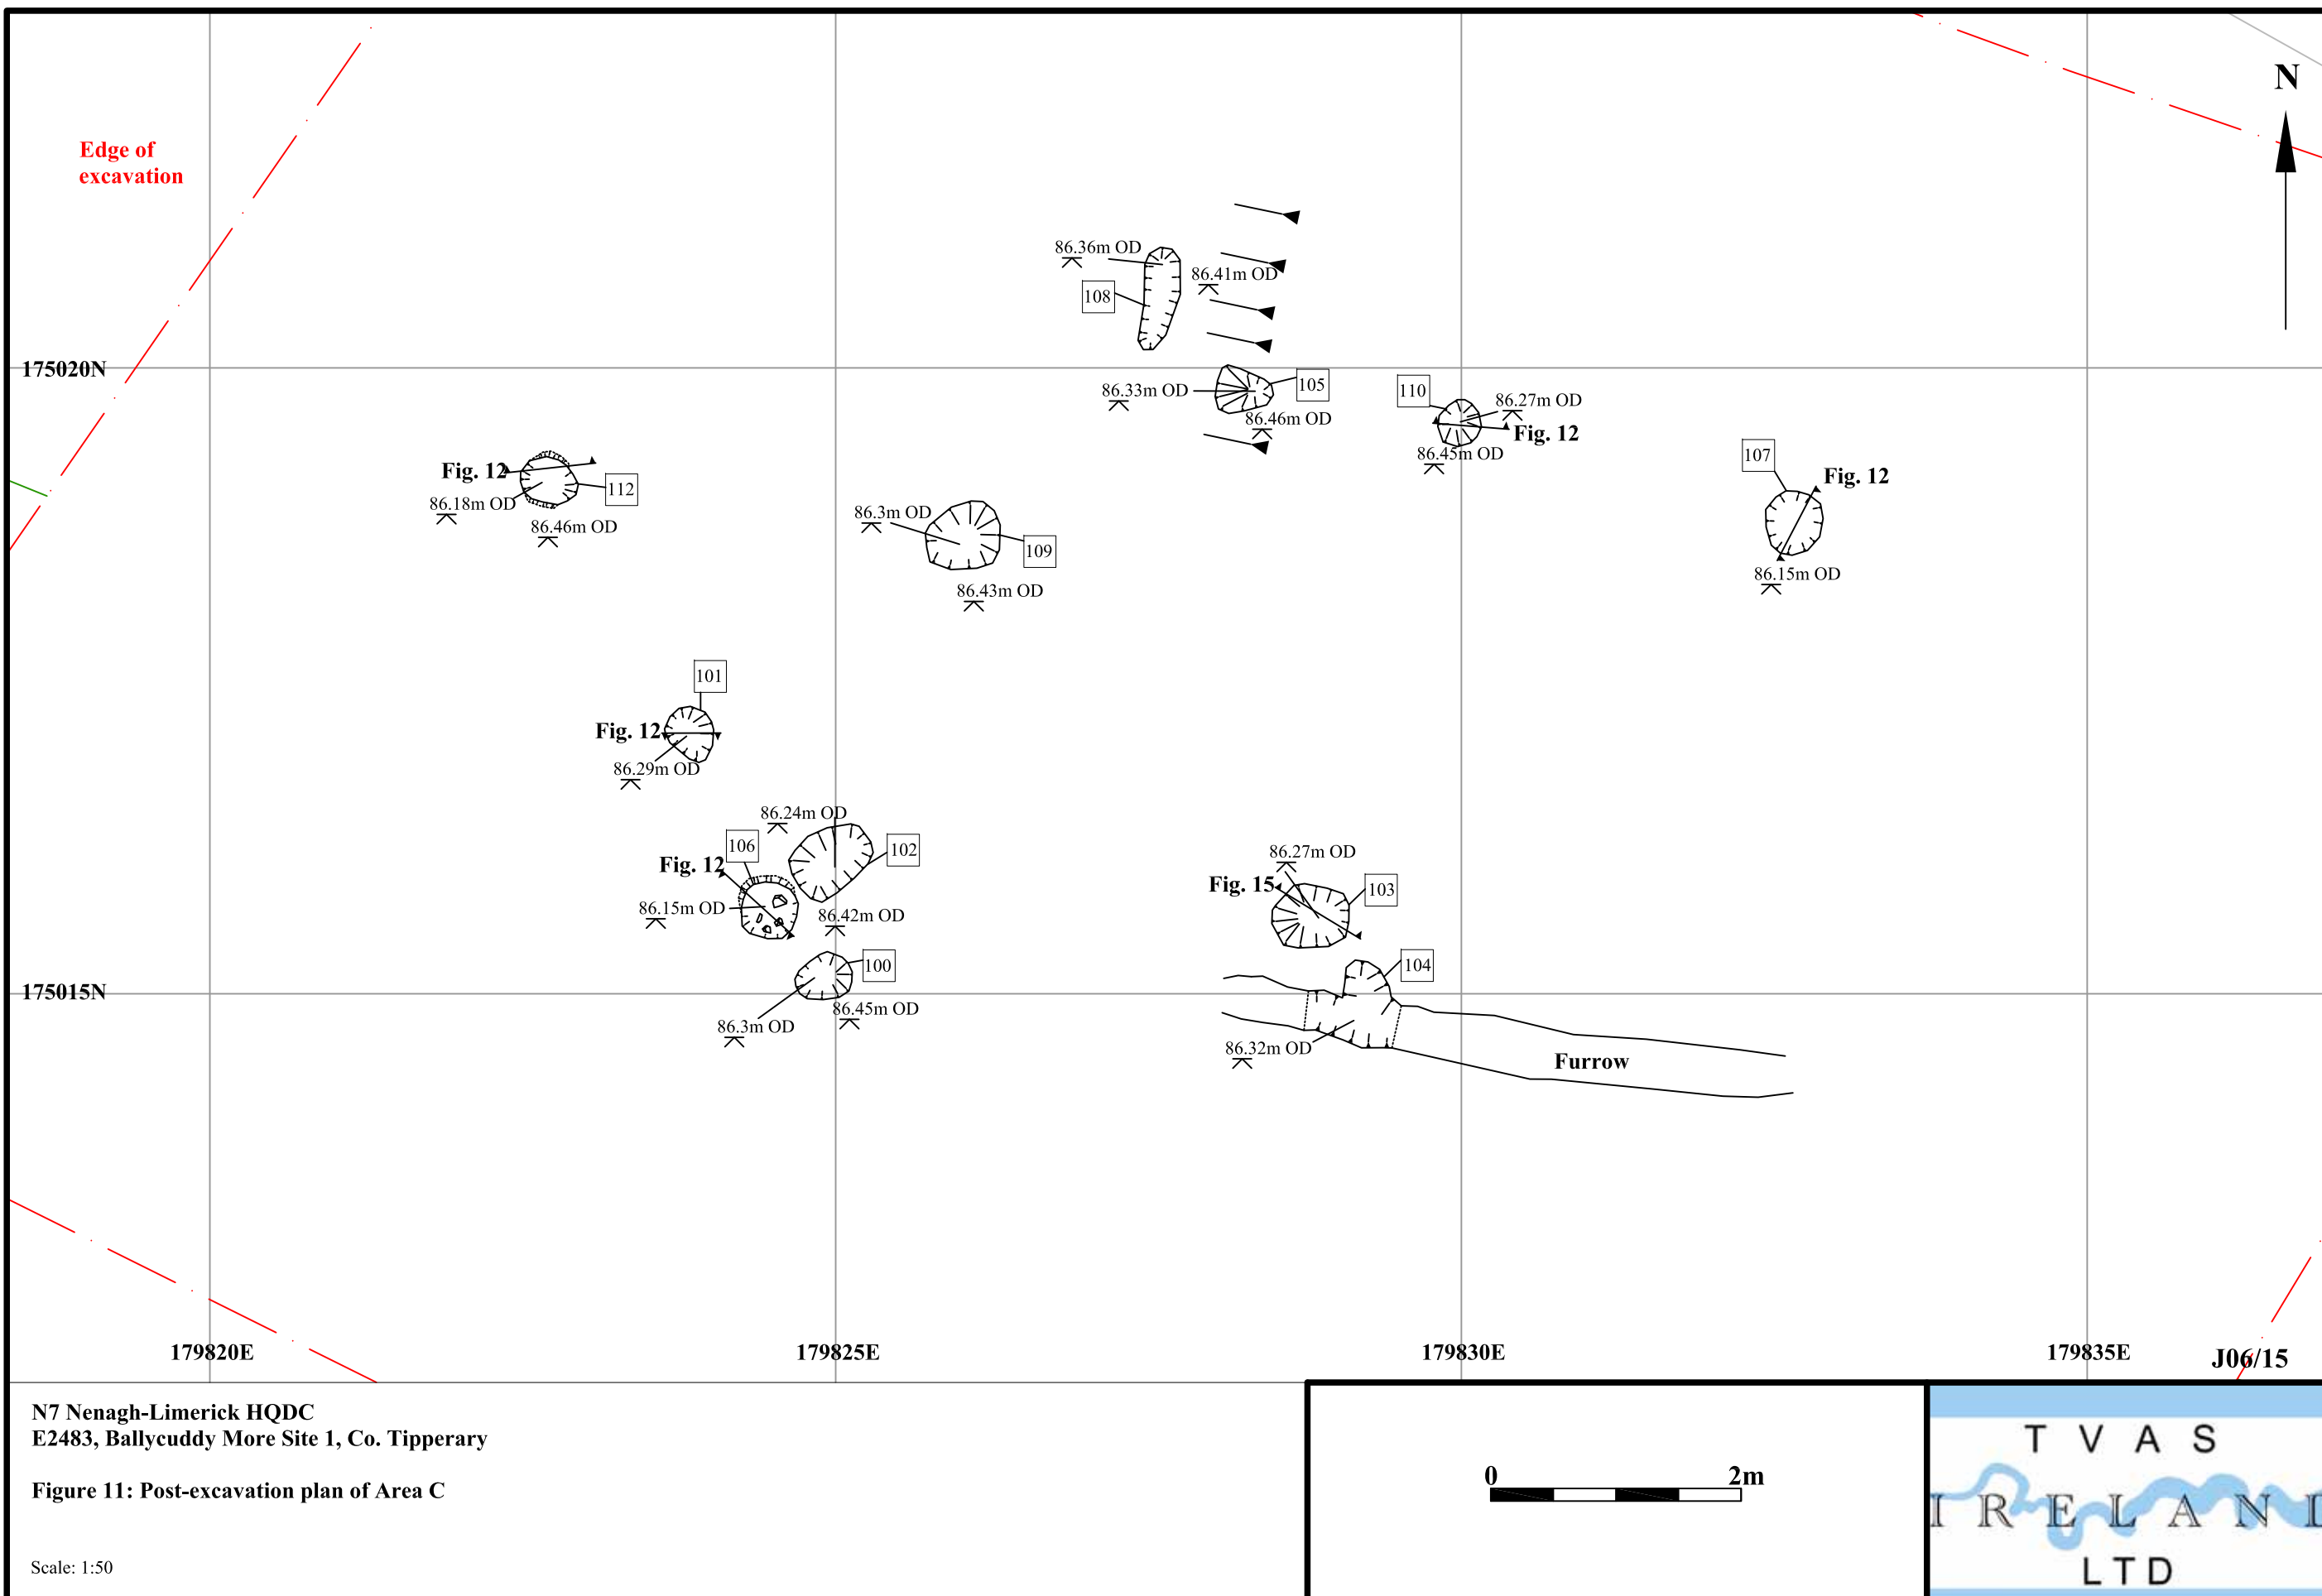 N
Edge of
excavation
86.36m OD
86.41m OD
108
175020N
86.33m OD
105
86.46m OD
110
86.27m OD
Fig. 12
86.45m OD
107
Fig. 12
86.15m OD
Fig. 12
86.18m OD
112
86.46m OD
86.3m OD
109
86.43m OD
101
Fig. 12
86.29m OD
86.24m OD
106
102
Fig. 12
86.15m OD
86.42m OD
86.27m OD
Fig. 15
103
100
104
175015N
86.45m OD
86.3m OD
86.32m OD
Furrow
179820E
179825E
179830E
179835E
J06/15
N7 Nenagh-Limerick HQDC
E2483, Ballycuddy More Site 1, Co. Tipperary
Figure 11: Post-excavation plan of Area C
Scale: 1:50
0 2m
TVAS
IRELAND
LTD